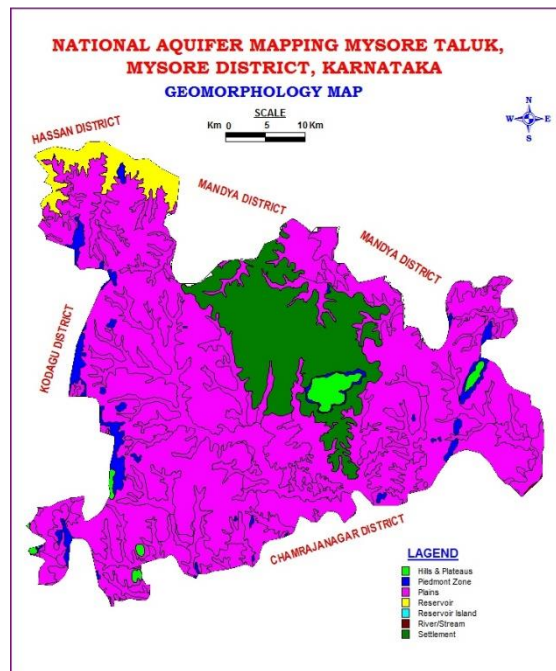 NATIONAL AQUIFER MAPPING MYSORE TALUK,
MYSORE DISTRICT, KARNATAKA
GEOMORPHOLOGY MAP
SCALE
Km 0 5 10 Km
N
W E
S
HASSAN DISTRICT
MANDYA DISTRICT
MANDYA DISTRICT
KODAGU DISTRICT
CHAMRAJANAGAR DISTRICT
LAGEND
Hills & Plateaus
Piedmont Zone
Plains
Reservoir
Reservoir Island
River/Stream
Settlement